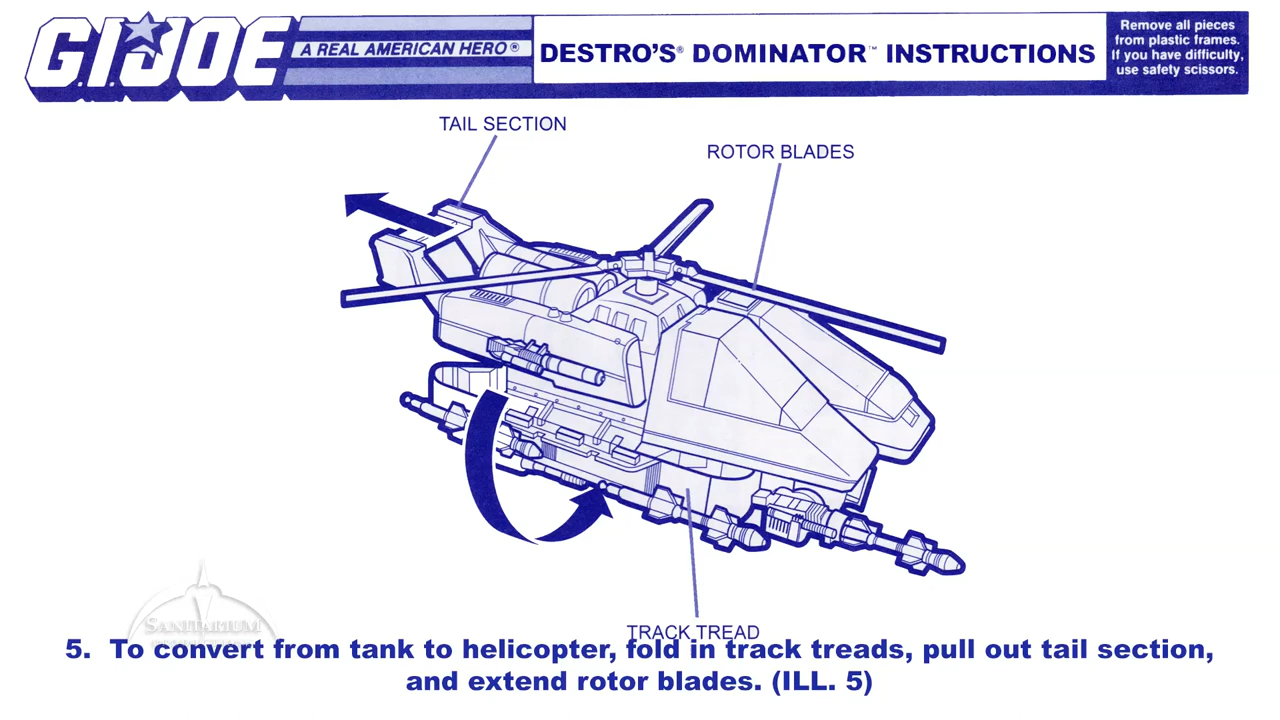 G.I. JOE
A REAL AMERICAN HERO®
DESTRO'S® DOMINATOR™ INSTRUCTIONS
Remove all pieces
from plastic frames.
If you have difficulty,
use safety scissors.
TAIL SECTION
ROTOR BLADES
SANITARIUM
TRACK TREAD
5. To convert from tank to helicopter, fold in track treads, pull out tail section,
and extend rotor blades. (ILL. 5)